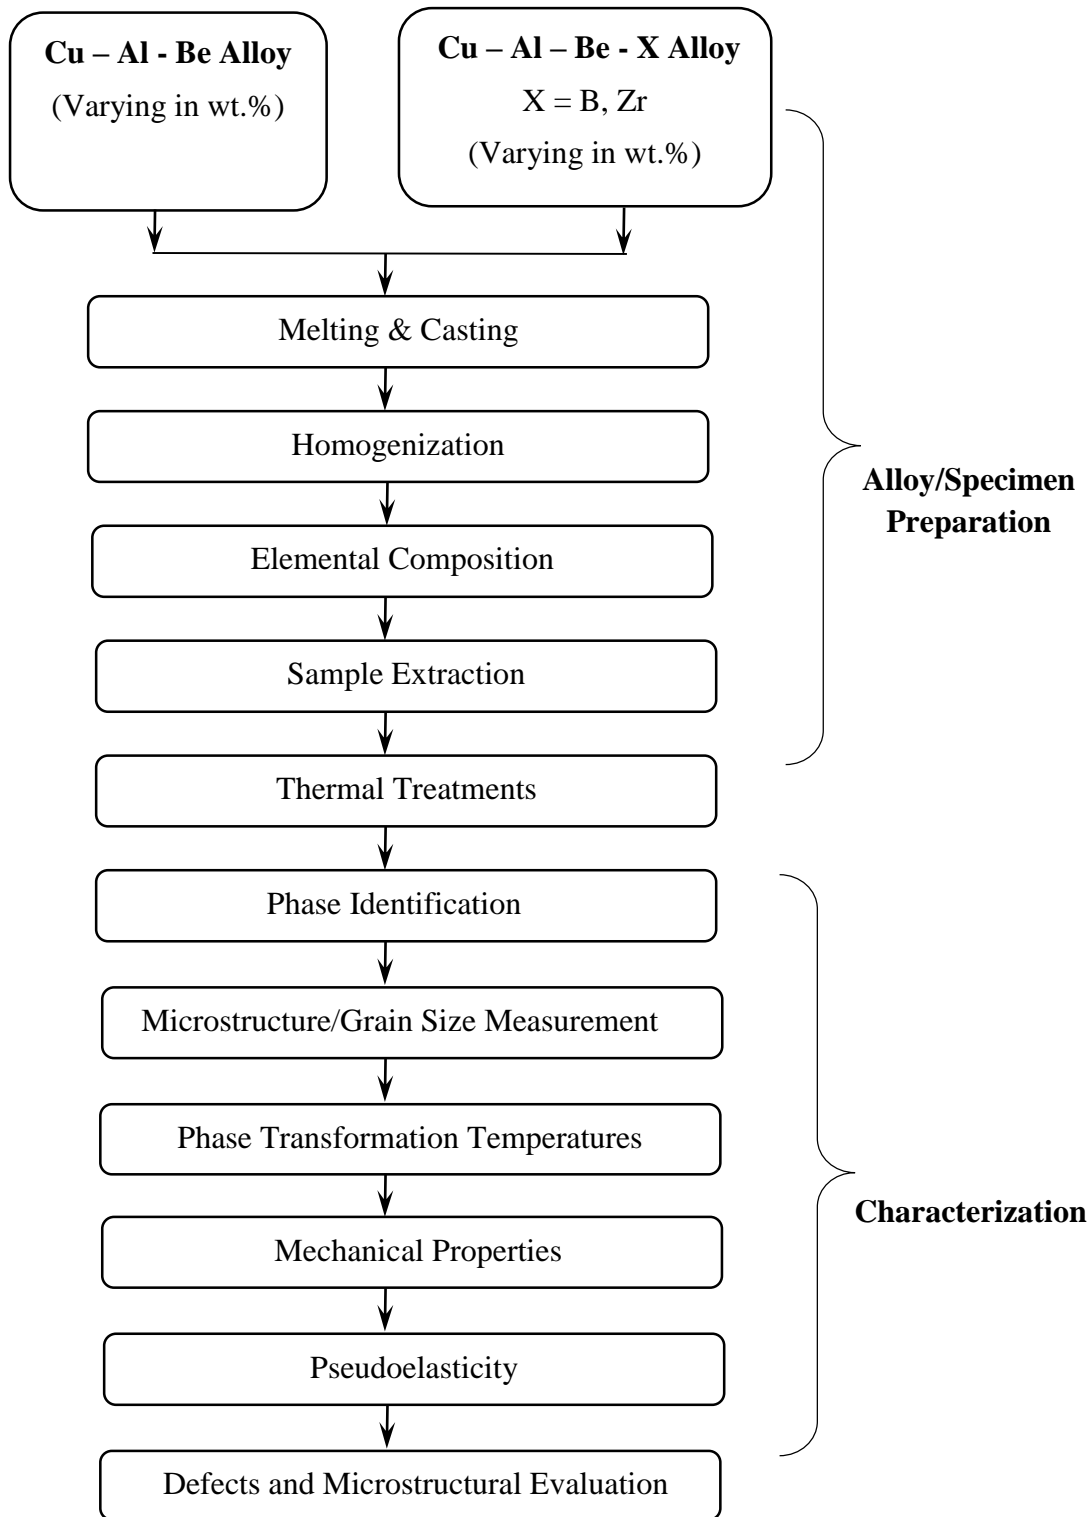 Cu – Al - Be Alloy
(Varying in wt.%)
Cu – Al – Be - X Alloy
X = B, Zr
(Varying in wt.%)
Melting & Casting
Homogenization
Elemental Composition
Sample Extraction
Thermal Treatments
Alloy/Specimen
Preparation
Phase Identification
Microstructure/Grain Size Measurement
Phase Transformation Temperatures
Mechanical Properties
Pseudoelasticity
Defects and Microstructural Evaluation
Characterization